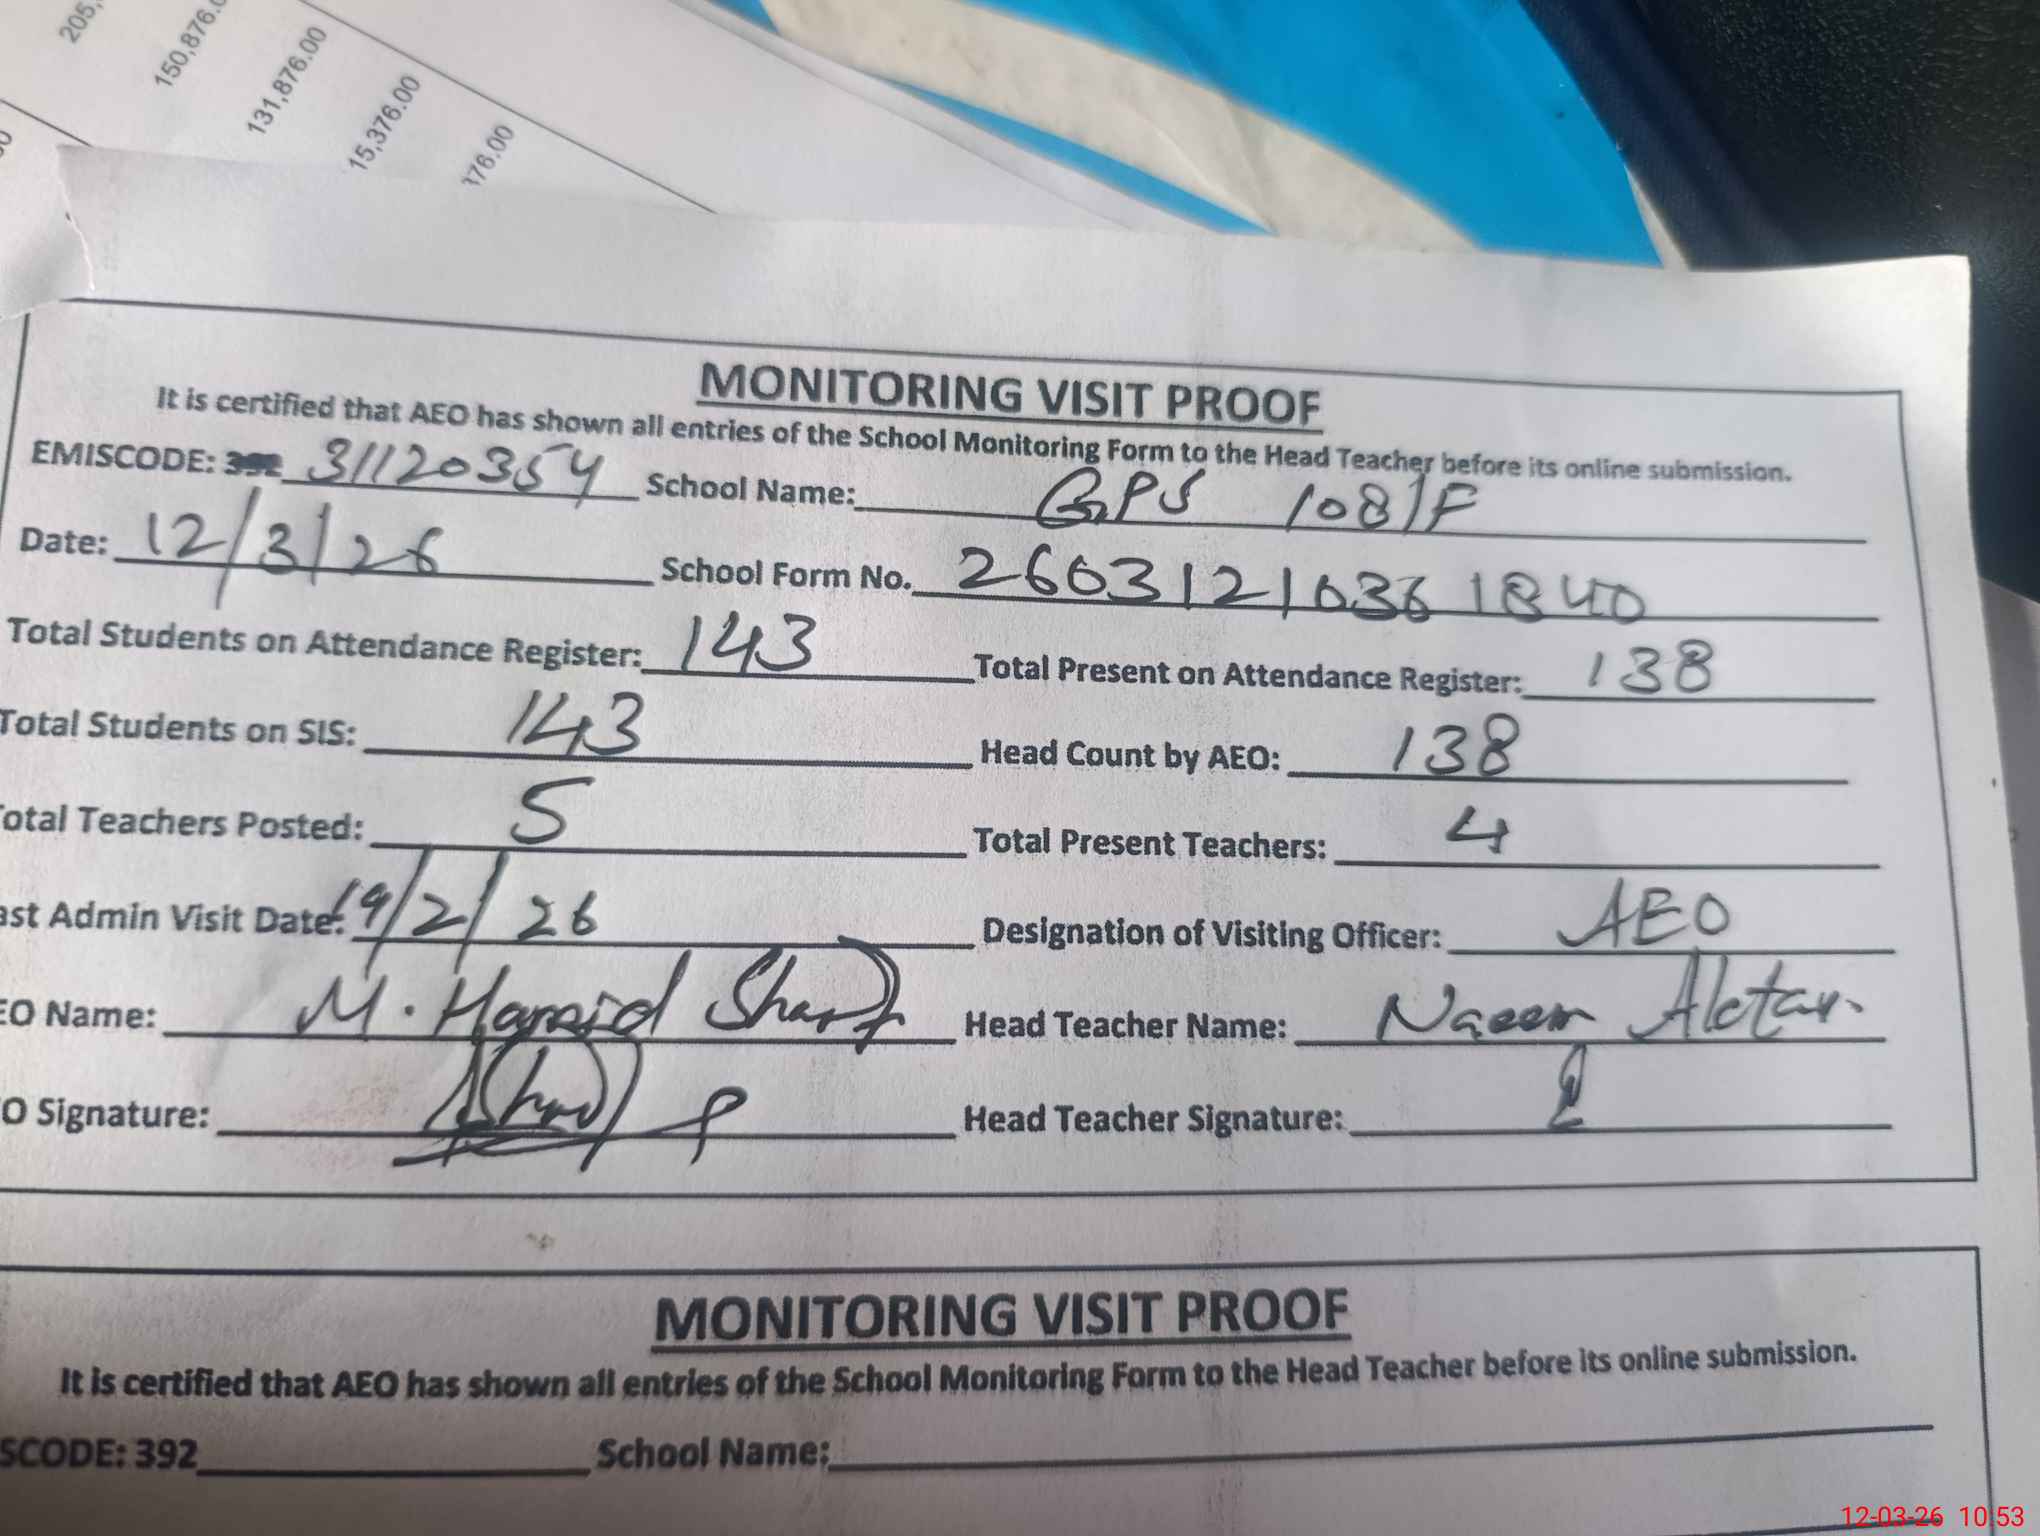 205,
150,876.0
131,876.00
15,376.00
376.00
MONITORING VISIT PROOF
It is certified that AEO has shown all entries of the School Monitoring Form to the Head Teacher before its online submission.
EMISCODE: 31120354 School Name: GPS 108/F
Date: 12/3/26 School Form No. 26031210361840
Total Students on Attendance Register: 143 Total Present on Attendance Register: 138
Total Students on SIS: 143 Head Count by AEO: 138
otal Teachers Posted: 5 Total Present Teachers: 4
ast Admin Visit Date: 19/2/26 Designation of Visiting Officer: AEO
EO Name: M. Hamid Sharif Head Teacher Name: Naeem Aktar.
O Signature: Head Teacher Signature:
MONITORING VISIT PROOF
It is certified that AEO has shown all entries of the School Monitoring Form to the Head Teacher before its online submission.
SCODE: 392 School Name:
12-03-26 10:53